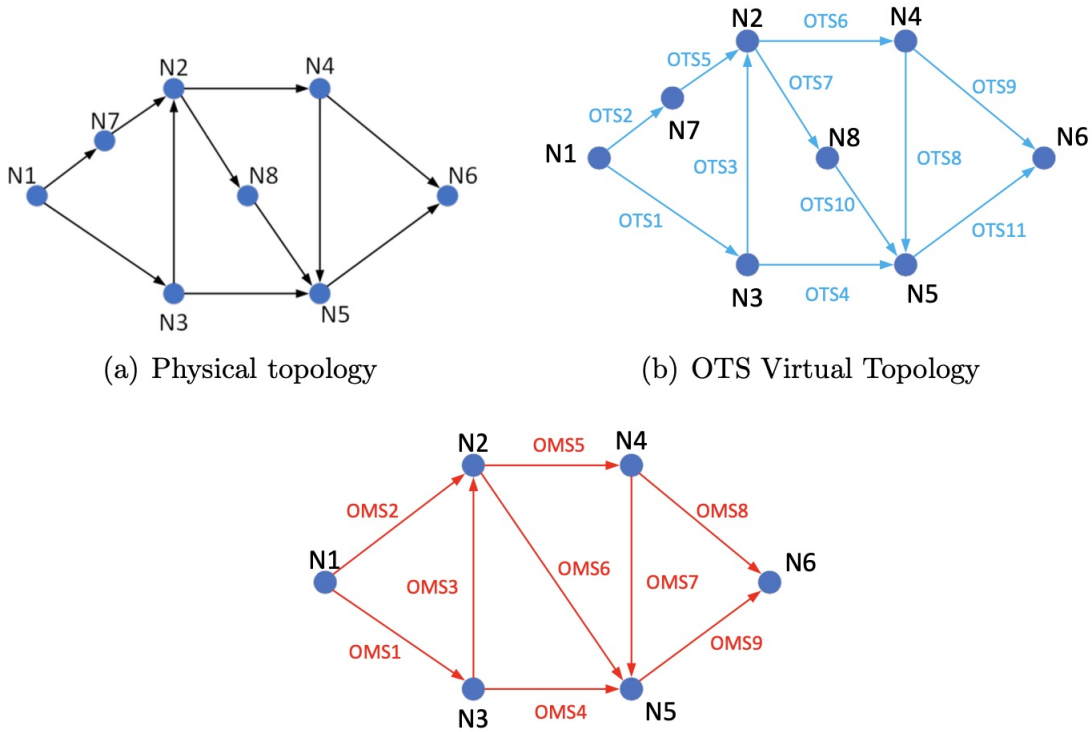 N2
N4
N7
N1
N8
N6
N3
N5
(a) Physical topology
N2
OTS6
N4
OTS5
OTS7
OTS9
OTS2
N7
N1
OTS3
N8
OTS8
N6
OTS1
OTS10
OTS11
N3
OTS4
N5
(b) OTS Virtual Topology
N2
OMS5
N4
OMS2
OMS8
N1
OMS3
OMS6
OMS7
N6
OMS1
OMS9
N3
OMS4
N5